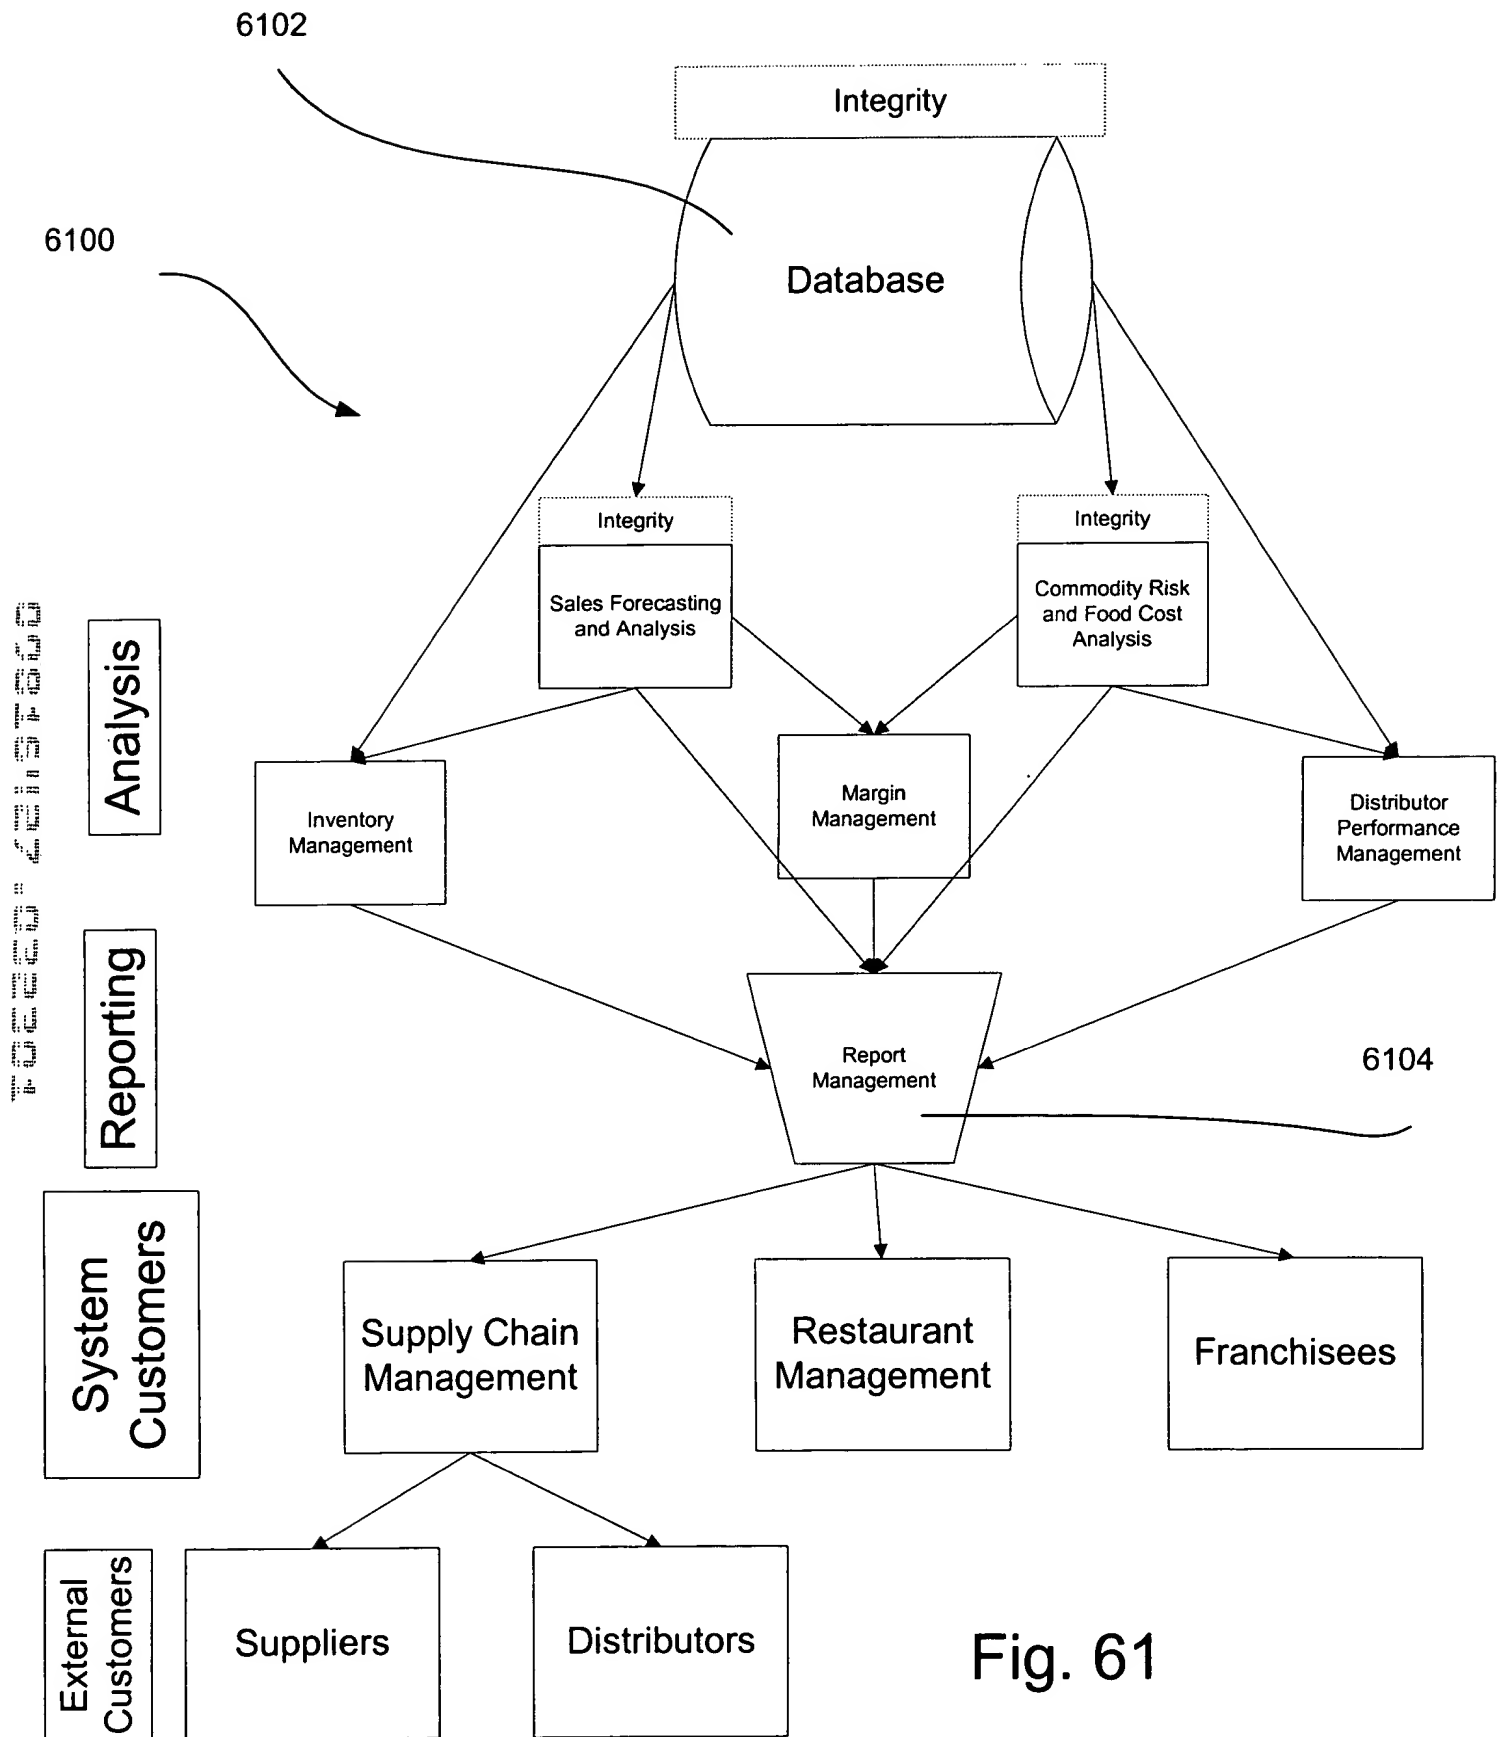 6102
Integrity
6100
Database
Integrity
Integrity
Sales Forecasting
and Analysis
Commodity Risk
and Food Cost
Analysis
Analysis
Inventory
Management
Margin
Management
Distributor
Performance
Management
Reporting
Report
Management
6104
System
Customers
Supply Chain
Management
Restaurant
Management
Franchisees
External
Customers
Suppliers
Distributors
Fig. 61